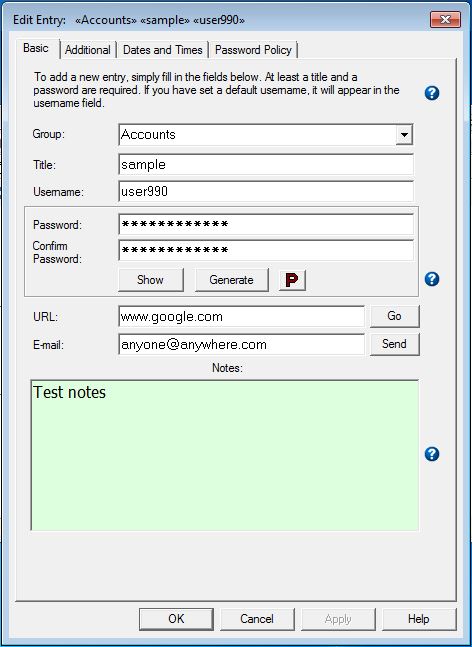 Edit Entry: «Accounts» «sample» «user990»
Basic Additional Dates and Times Password Policy
To add a new entry, simply fill in the fields below. At least a title and a
password are required. If you have set a default username, it will appear in the
username field.
Group: Accounts
Title: sample
Username: user990
Password: ************
Confirm
Password: ************
Show Generate P
URL: www.google.com Go
E-mail: anyone@anywhere.com Send
Notes:
Test notes
OK Cancel Apply Help